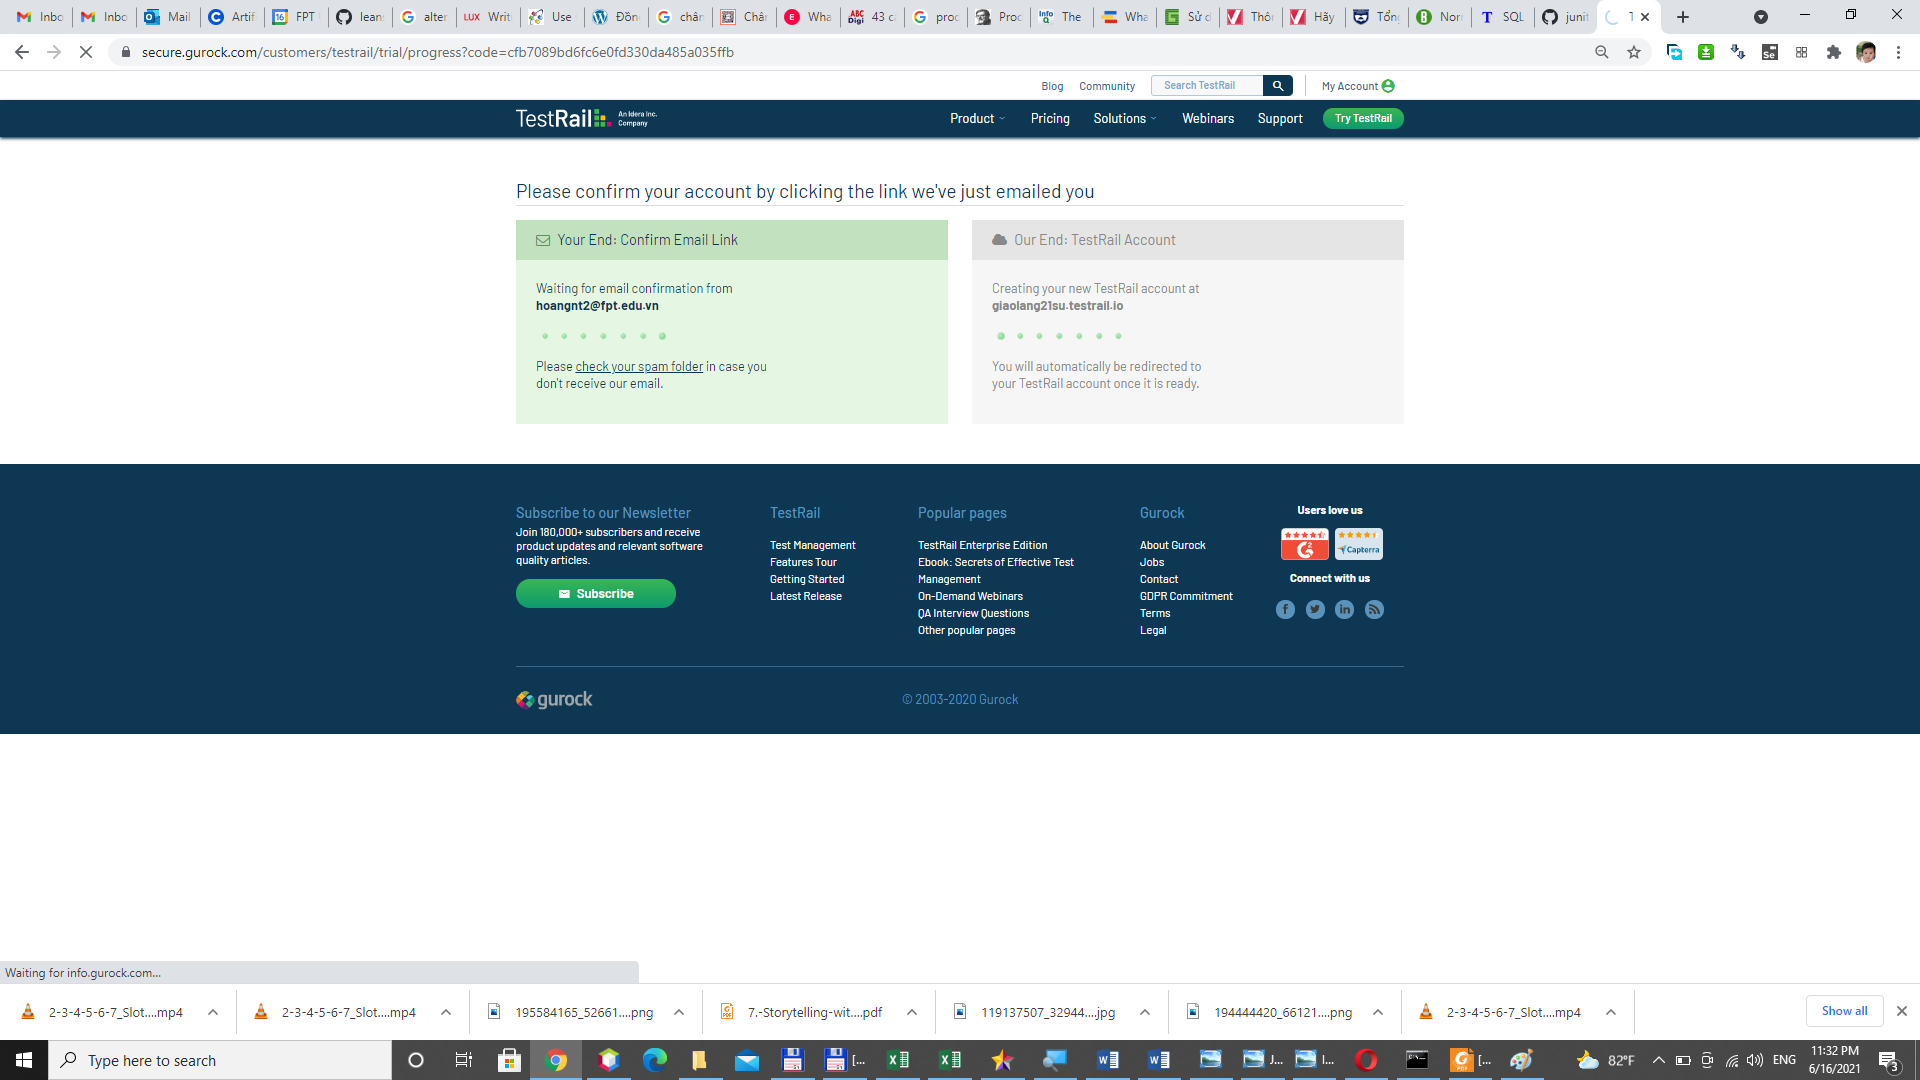 Inbo
Inbo
Mail
Artif
FPT
lean
alter
Writ
Use
Đồn
chân
Châ
Wha
43 c
proc
Proc
The
Wha
Sử d
Thôn
Hãy
Tổng
Norr
SQL
junit
secure.gurock.com/customers/testrail/trial/progress?code=cfb7089bd6fc6e0fd330da485a035ffb
Blog
Community
Search TestRail
My Account
TestRail
An Idera Inc.
Company
Product
Pricing
Solutions
Webinars
Support
Try TestRail
Please confirm your account by clicking the link we've just emailed you
Your End: Confirm Email Link
Waiting for email confirmation from
hoangnt2@fpt.edu.vn
Please check your spam folder in case you
don't receive our email.
Our End: TestRail Account
Creating your new TestRail account at
giaolang21su.testrail.io
You will automatically be redirected to
your TestRail account once it is ready.
Subscribe to our Newsletter
Join 180,000+ subscribers and receive
product updates and relevant software
quality articles.
Subscribe
TestRail
Test Management
Features Tour
Getting Started
Latest Release
Popular pages
TestRail Enterprise Edition
Ebook: Secrets of Effective Test
Management
On-Demand Webinars
QA Interview Questions
Other popular pages
Gurock
About Gurock
Jobs
Contact
GDPR Commitment
Terms
Legal
Users love us
Capterra
Connect with us
gurock
© 2003-2020 Gurock
Waiting for info.gurock.com...
2-3-4-5-6-7_Slot....mp4
2-3-4-5-6-7_Slot....mp4
195584165_52661....png
7.-Storytelling-wit....pdf
119137507_32944....jpg
194444420_66121....png
2-3-4-5-6-7_Slot....mp4
Show all
Type here to search
[...
J...
I...
[...
82°F
ENG
11:32 PM
6/16/2021
3